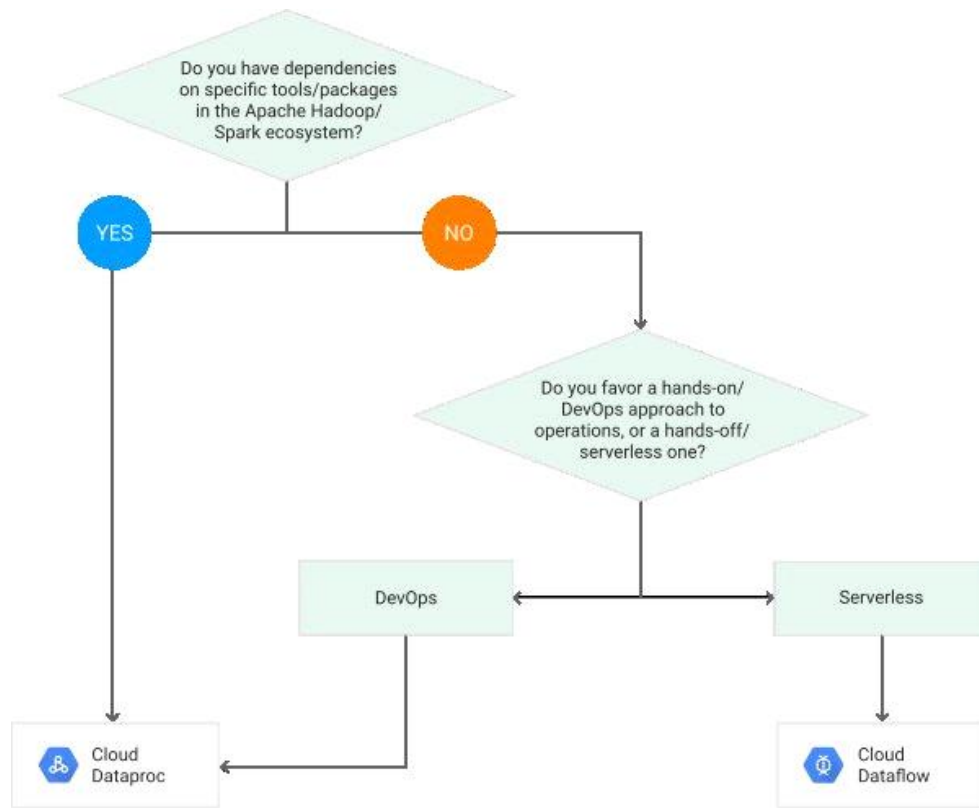 Do you have dependencies
on specific tools/packages
in the Apache Hadoop/
Spark ecosystem?
YES
NO
Do you favor a hands-on/
DevOps approach to
operations, or a hands-off/
serverless one?
DevOps
Serverless
Cloud
Dataproc
Cloud
Dataflow